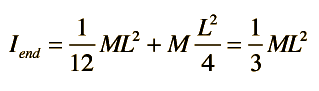 I_end = 1/12 ML² + M L²/4 = 1/3 ML²